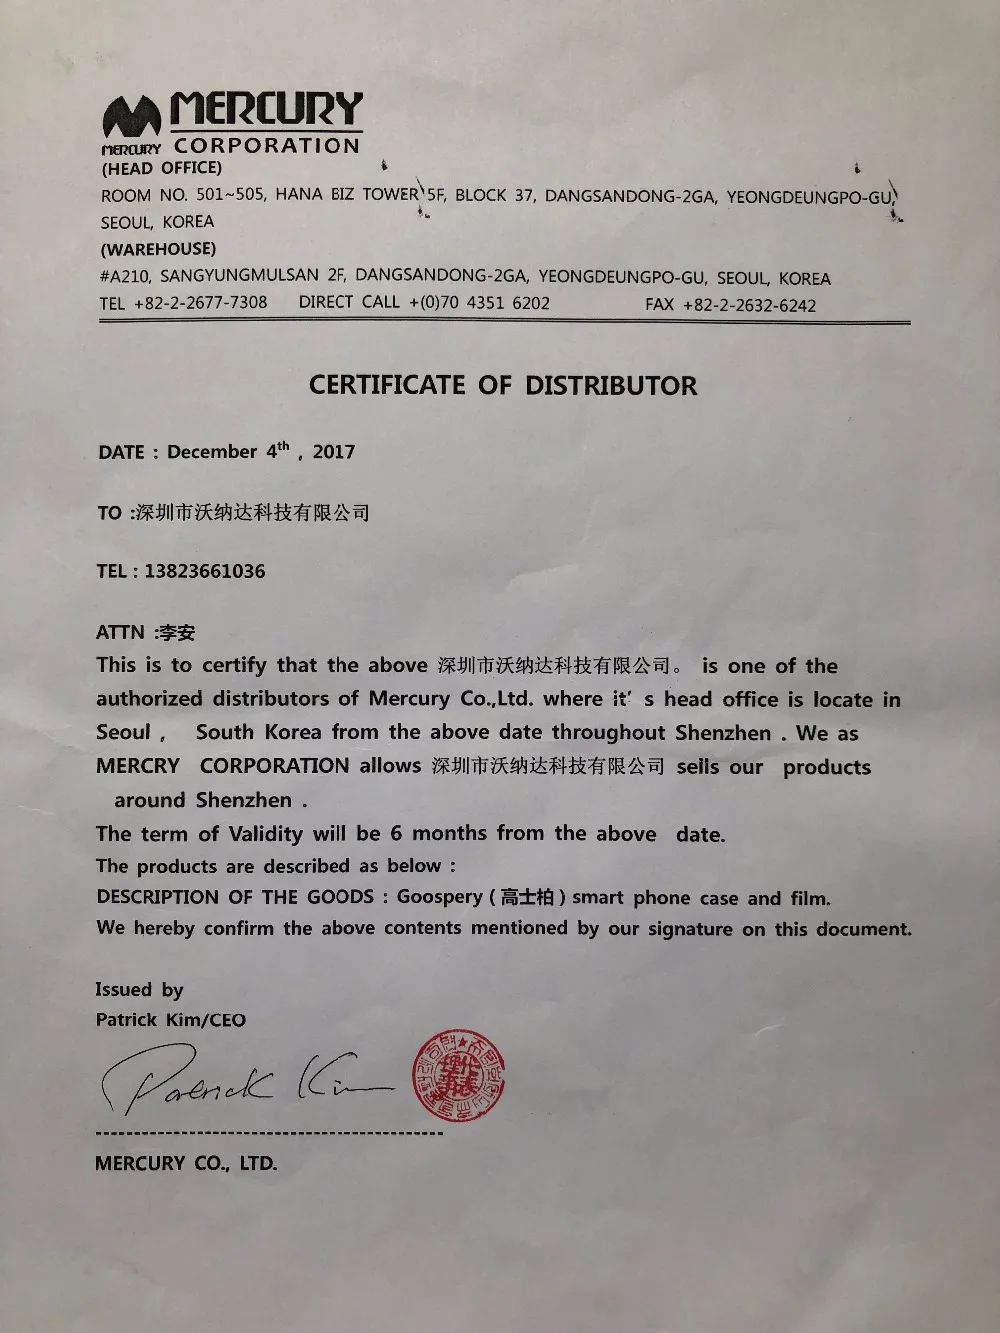 MERCURY
MERCURY CORPORATION
(HEAD OFFICE)
ROOM NO. 501~505, HANA BIZ TOWER 5F, BLOCK 37, DANGSANDONG-2GA, YEONGDEUNGPO-GU,
SEOUL, KOREA
(WAREHOUSE)
#A210, SANGYUNGMULSAN 2F, DANGSANDONG-2GA, YEONGDEUNGPO-GU, SEOUL, KOREA
TEL +82-2-2677-7308 DIRECT CALL +(0)70 4351 6202 FAX +82-2-2632-6242
CERTIFICATE OF DISTRIBUTOR
DATE : December 4th , 2017
TO :深圳市沃纳达科技有限公司
TEL : 13823661036
ATTN :李安
This is to certify that the above 深圳市沃纳达科技有限公司。 is one of the
authorized distributors of Mercury Co.,Ltd. where it’ s head office is locate in
Seoul , South Korea from the above date throughout Shenzhen . We as
MERCRY CORPORATION allows 深圳市沃纳达科技有限公司 sells our products
around Shenzhen .
The term of Validity will be 6 months from the above date.
The products are described as below :
DESCRIPTION OF THE GOODS : Goospery ( 高士柏 ) smart phone case and film.
We hereby confirm the above contents mentioned by our signature on this document.
Issued by
Patrick Kim/CEO
Patrick Kim
MERCURY CO., LTD.